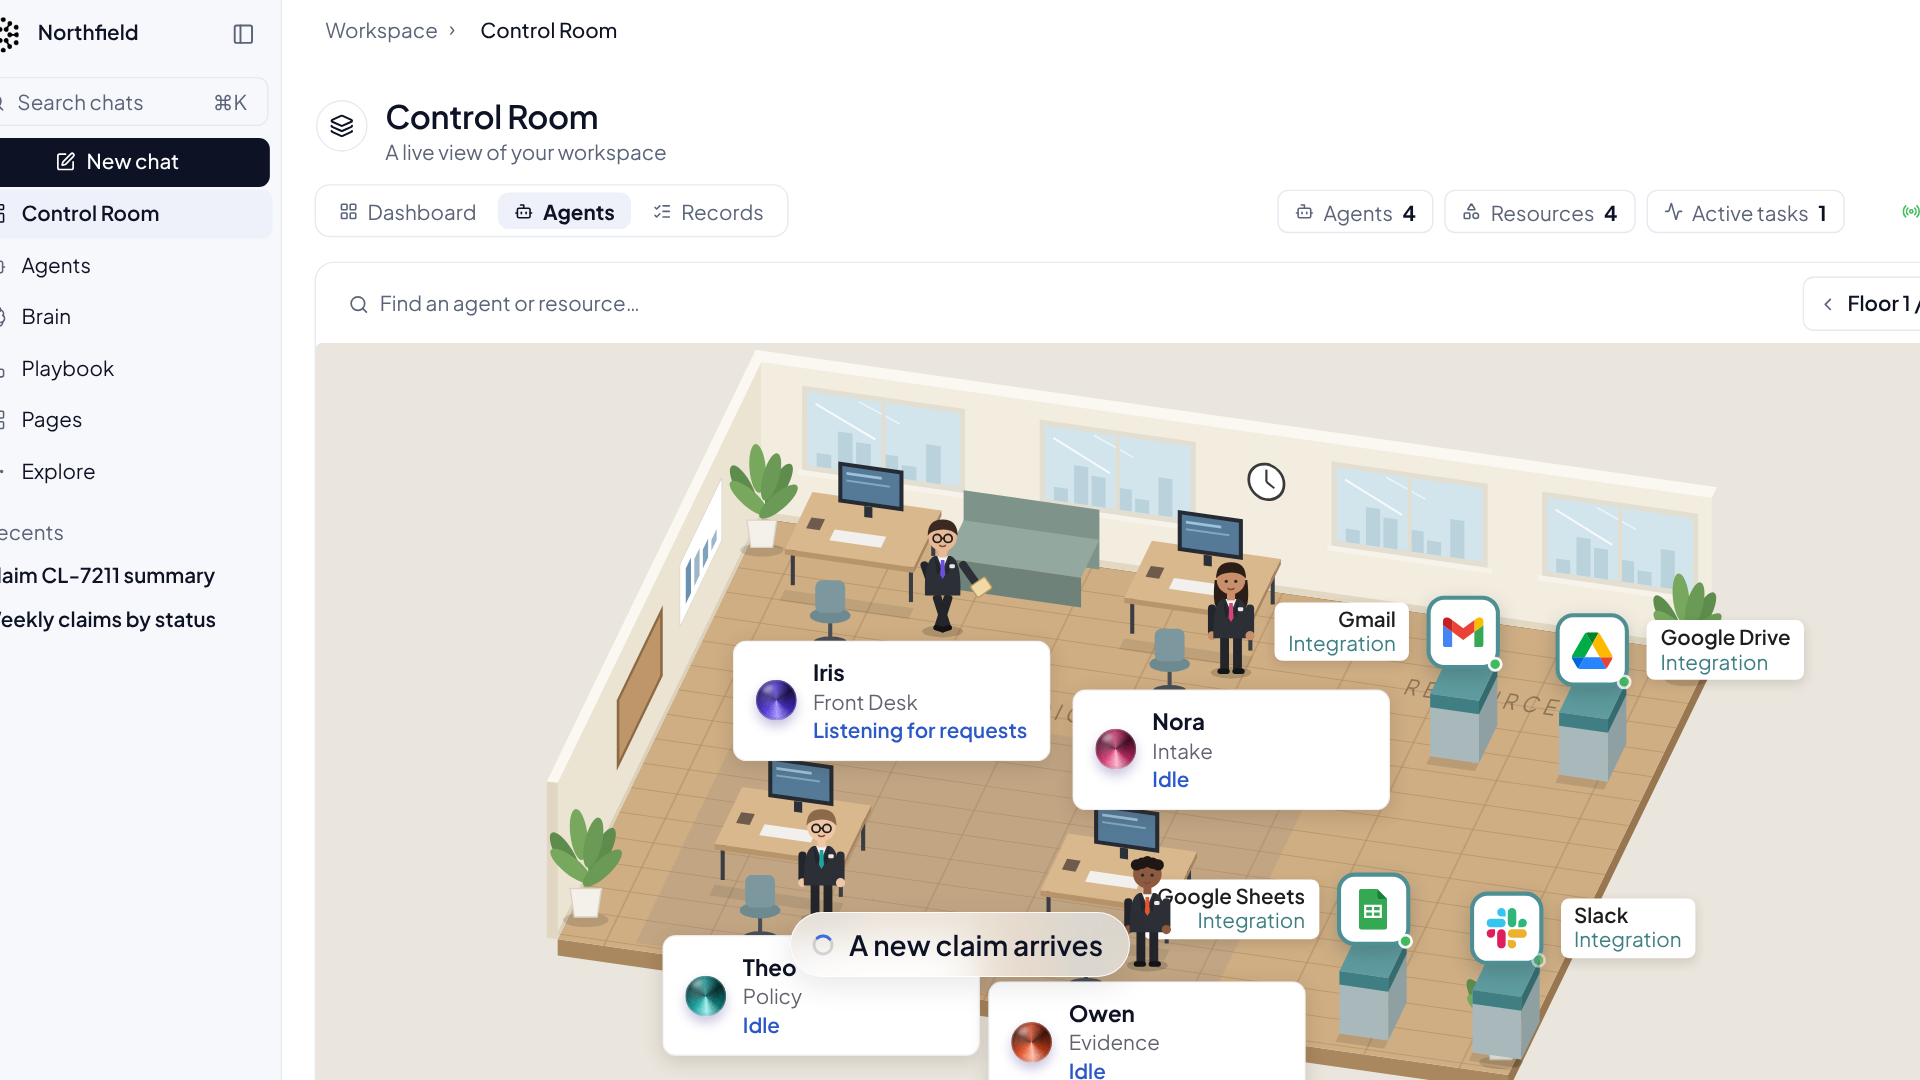 Northfield
Search chats ⌘K
New chat
Control Room
Agents
Brain
Playbook
Pages
Explore
ecents
laim CL-7211 summary
eekly claims by status
Workspace › Control Room
Control Room
A live view of your workspace
Dashboard
Agents
Records
Agents 4
Resources 4
Active tasks 1
Find an agent or resource...
Floor 1 /
Iris
Front Desk
Listening for requests
Nora
Intake
Idle
Gmail
Integration
Google Drive
Integration
Google Sheets
Integration
Slack
Integration
A new claim arrives
Theo
Policy
Idle
Owen
Evidence
Idle